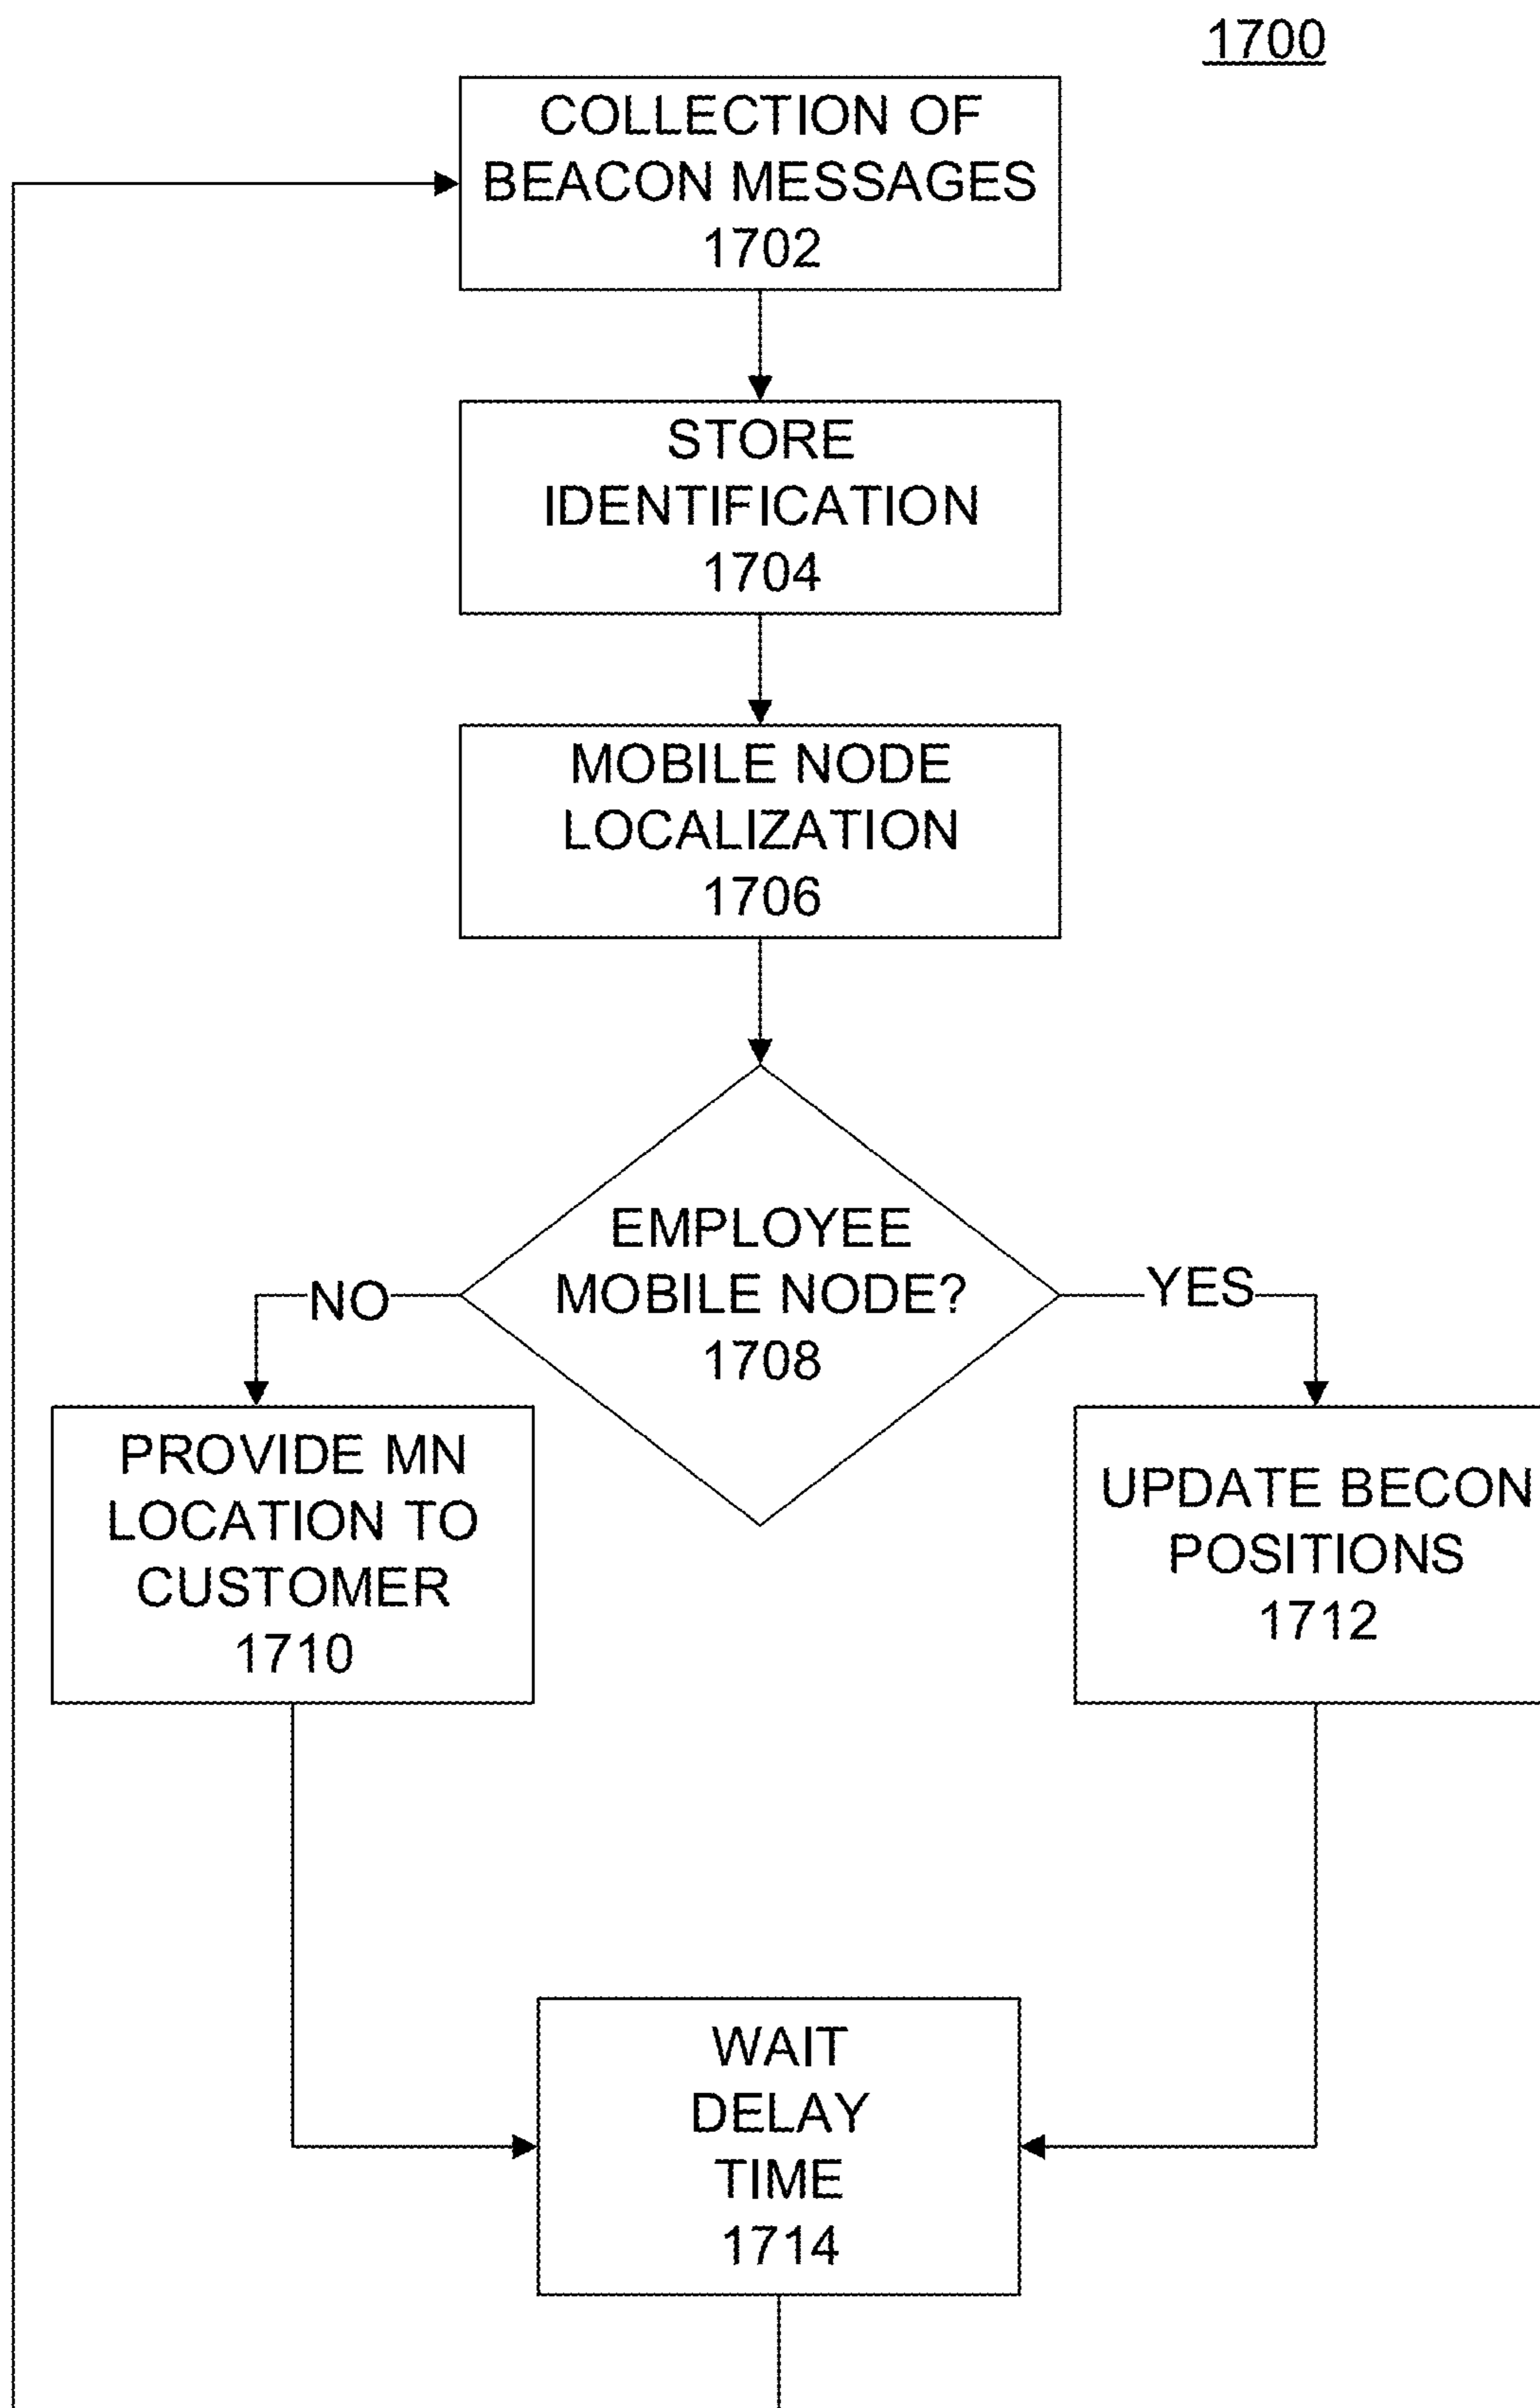 1700
COLLECTION OF
BEACON MESSAGES
1702
STORE
IDENTIFICATION
1704
MOBILE NODE
LOCALIZATION
1706
EMPLOYEE
MOBILE NODE?
1708
NO
YES
PROVIDE MN
LOCATION TO
CUSTOMER
1710
UPDATE BECON
POSITIONS
1712
WAIT
DELAY
TIME
1714